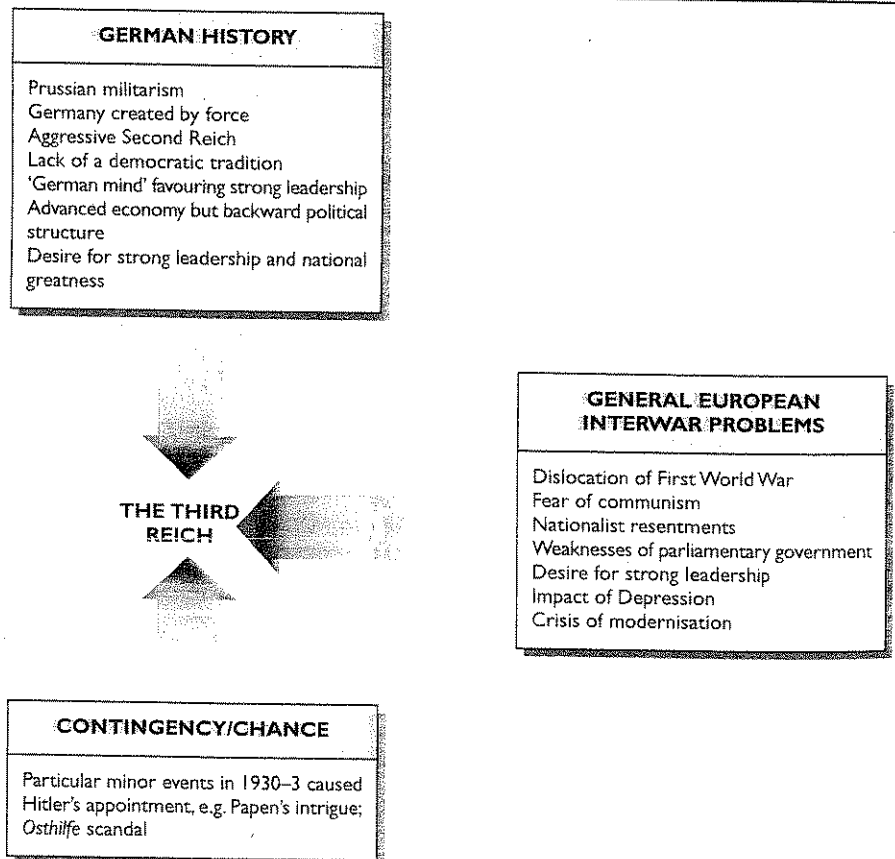 GERMAN HISTORY
Prussian militarism
Germany created by force
Aggressive Second Reich
Lack of a democratic tradition
'German mind' favouring strong leadership
Advanced economy but backward political
structure
Desire for strong leadership and national
greatness
THE THIRD
REICH
GENERAL EUROPEAN
INTERWAR PROBLEMS
Dislocation of First World War
Fear of communism
Nationalist resentments
Weaknesses of parliamentary government
Desire for strong leadership
Impact of Depression
Crisis of modernisation
CONTINGENCY/CHANCE
Particular minor events in 1930–3 caused
Hitler's appointment, e.g. Papen's intrigue;
Osthilfe scandal